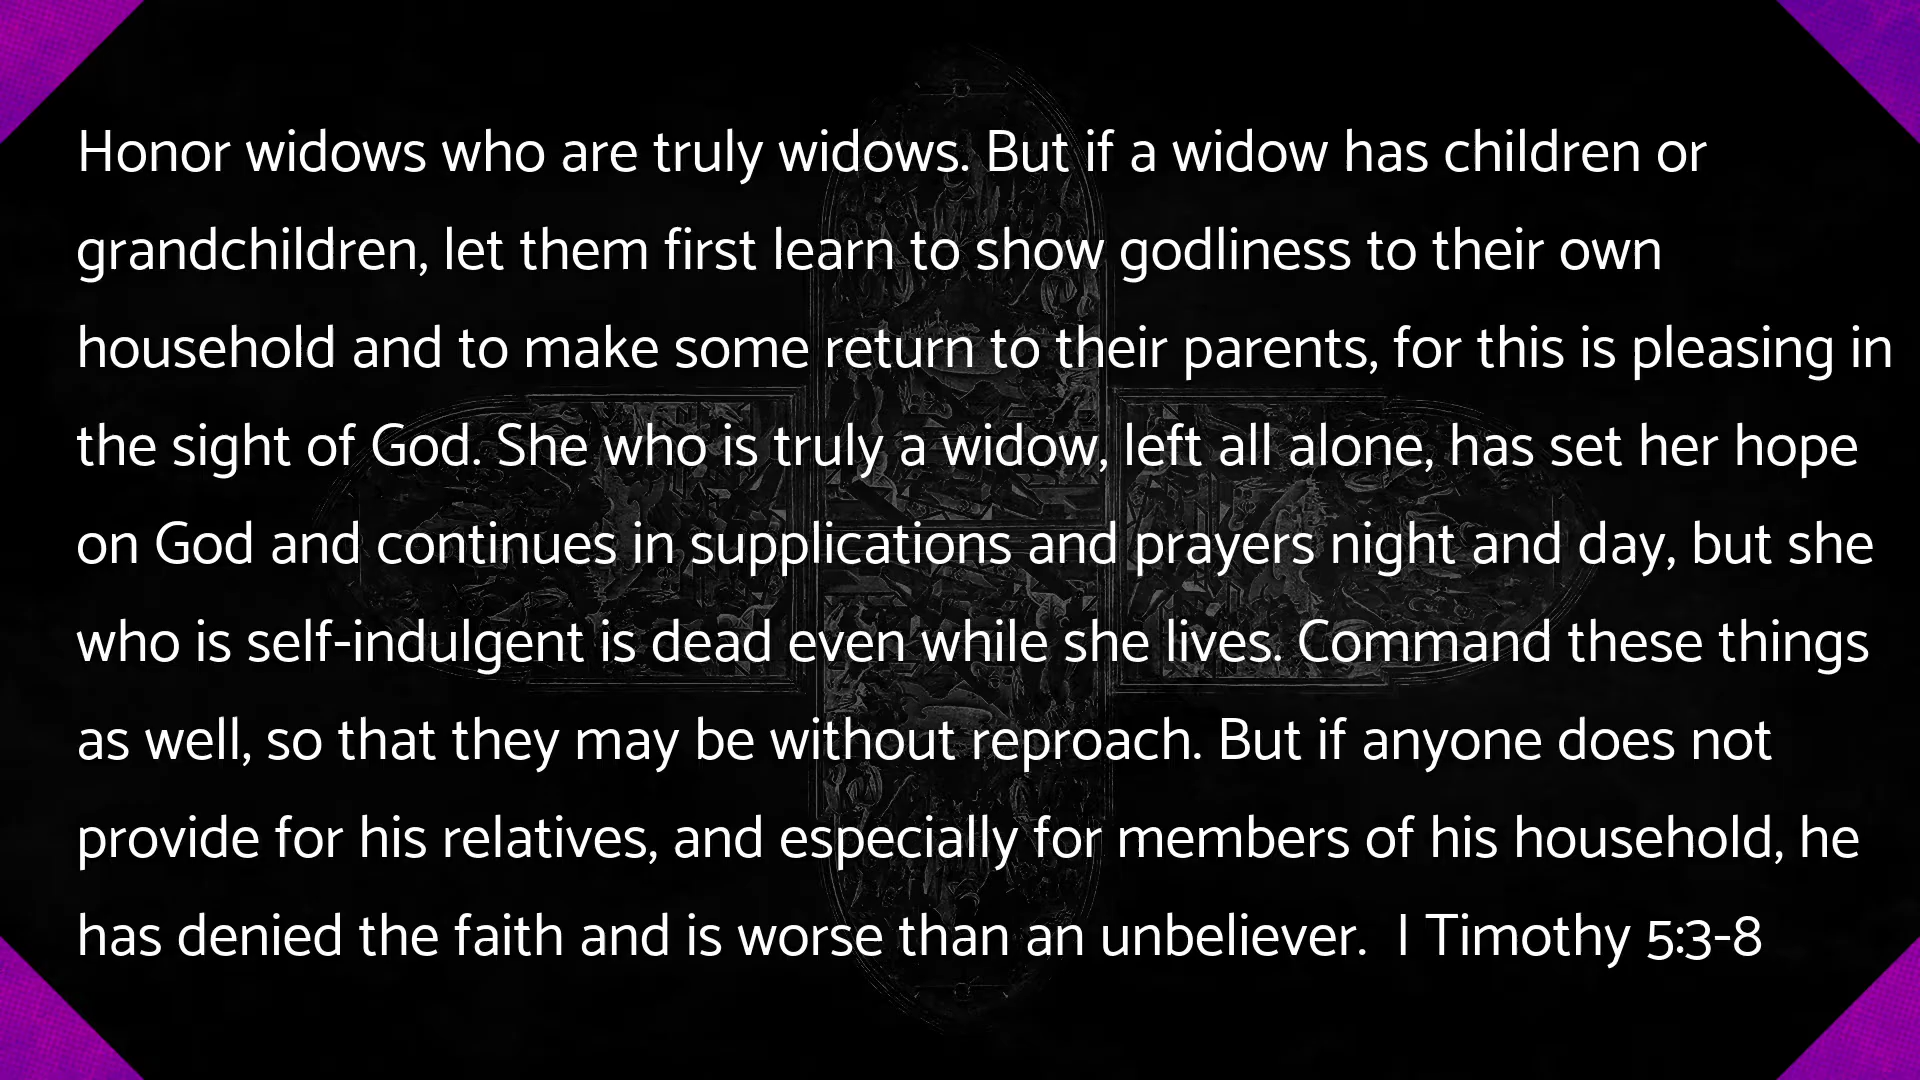 Honor widows who are truly widows. But if a widow has children or
grandchildren, let them first learn to show godliness to their own
household and to make some return to their parents, for this is pleasing in
the sight of God. She who is truly a widow, left all alone, has set her hope
on God and continues in supplications and prayers night and day, but she
who is self-indulgent is dead even while she lives. Command these things
as well, so that they may be without reproach. But if anyone does not
provide for his relatives, and especially for members of his household, he
has denied the faith and is worse than an unbeliever.  I Timothy 5:3-8